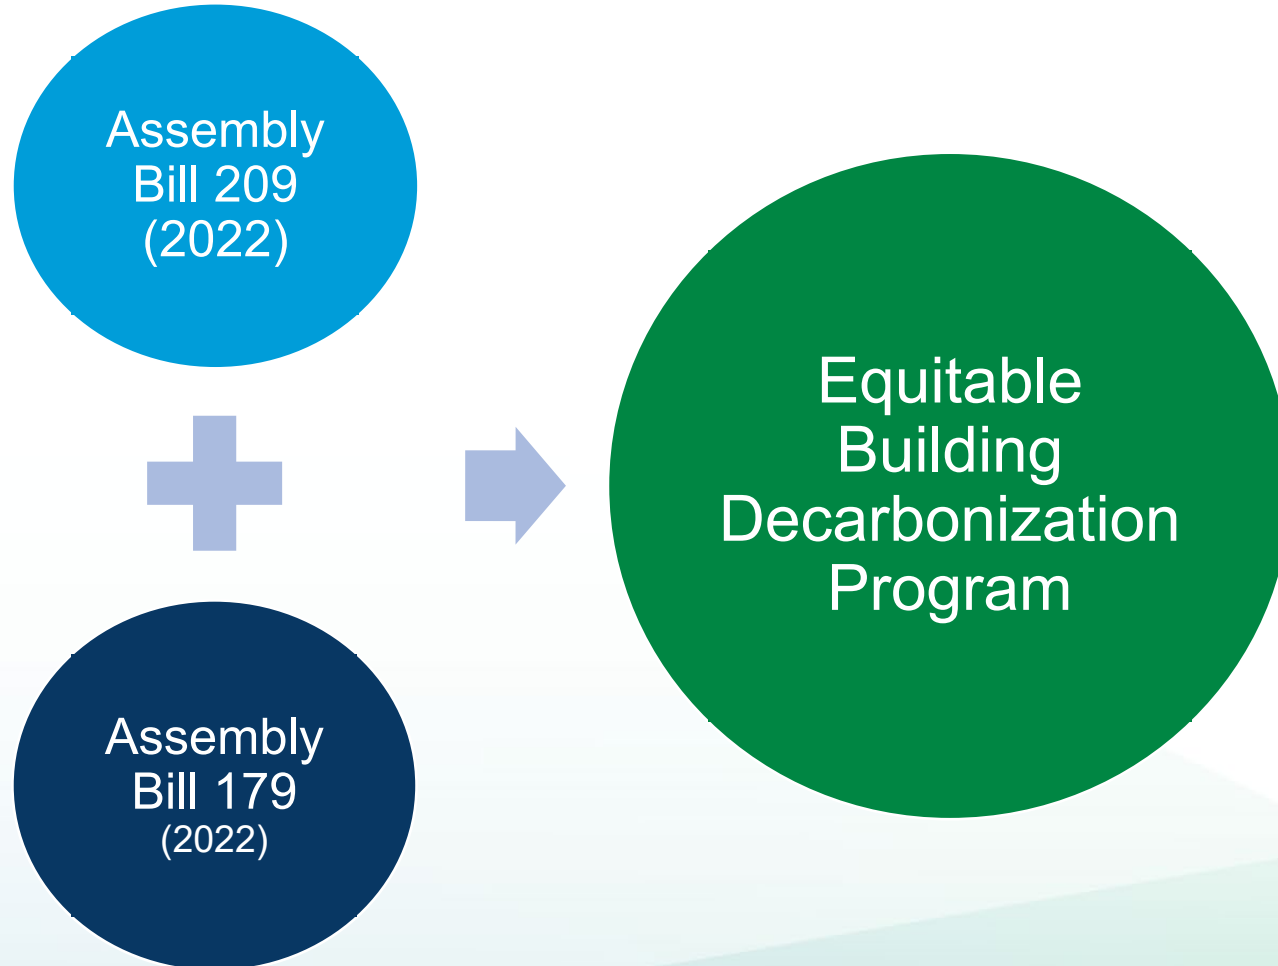 Assembly
Bill 209
(2022)
Assembly
Bill 179
(2022)
Equitable
Building
Decarbonization
Program